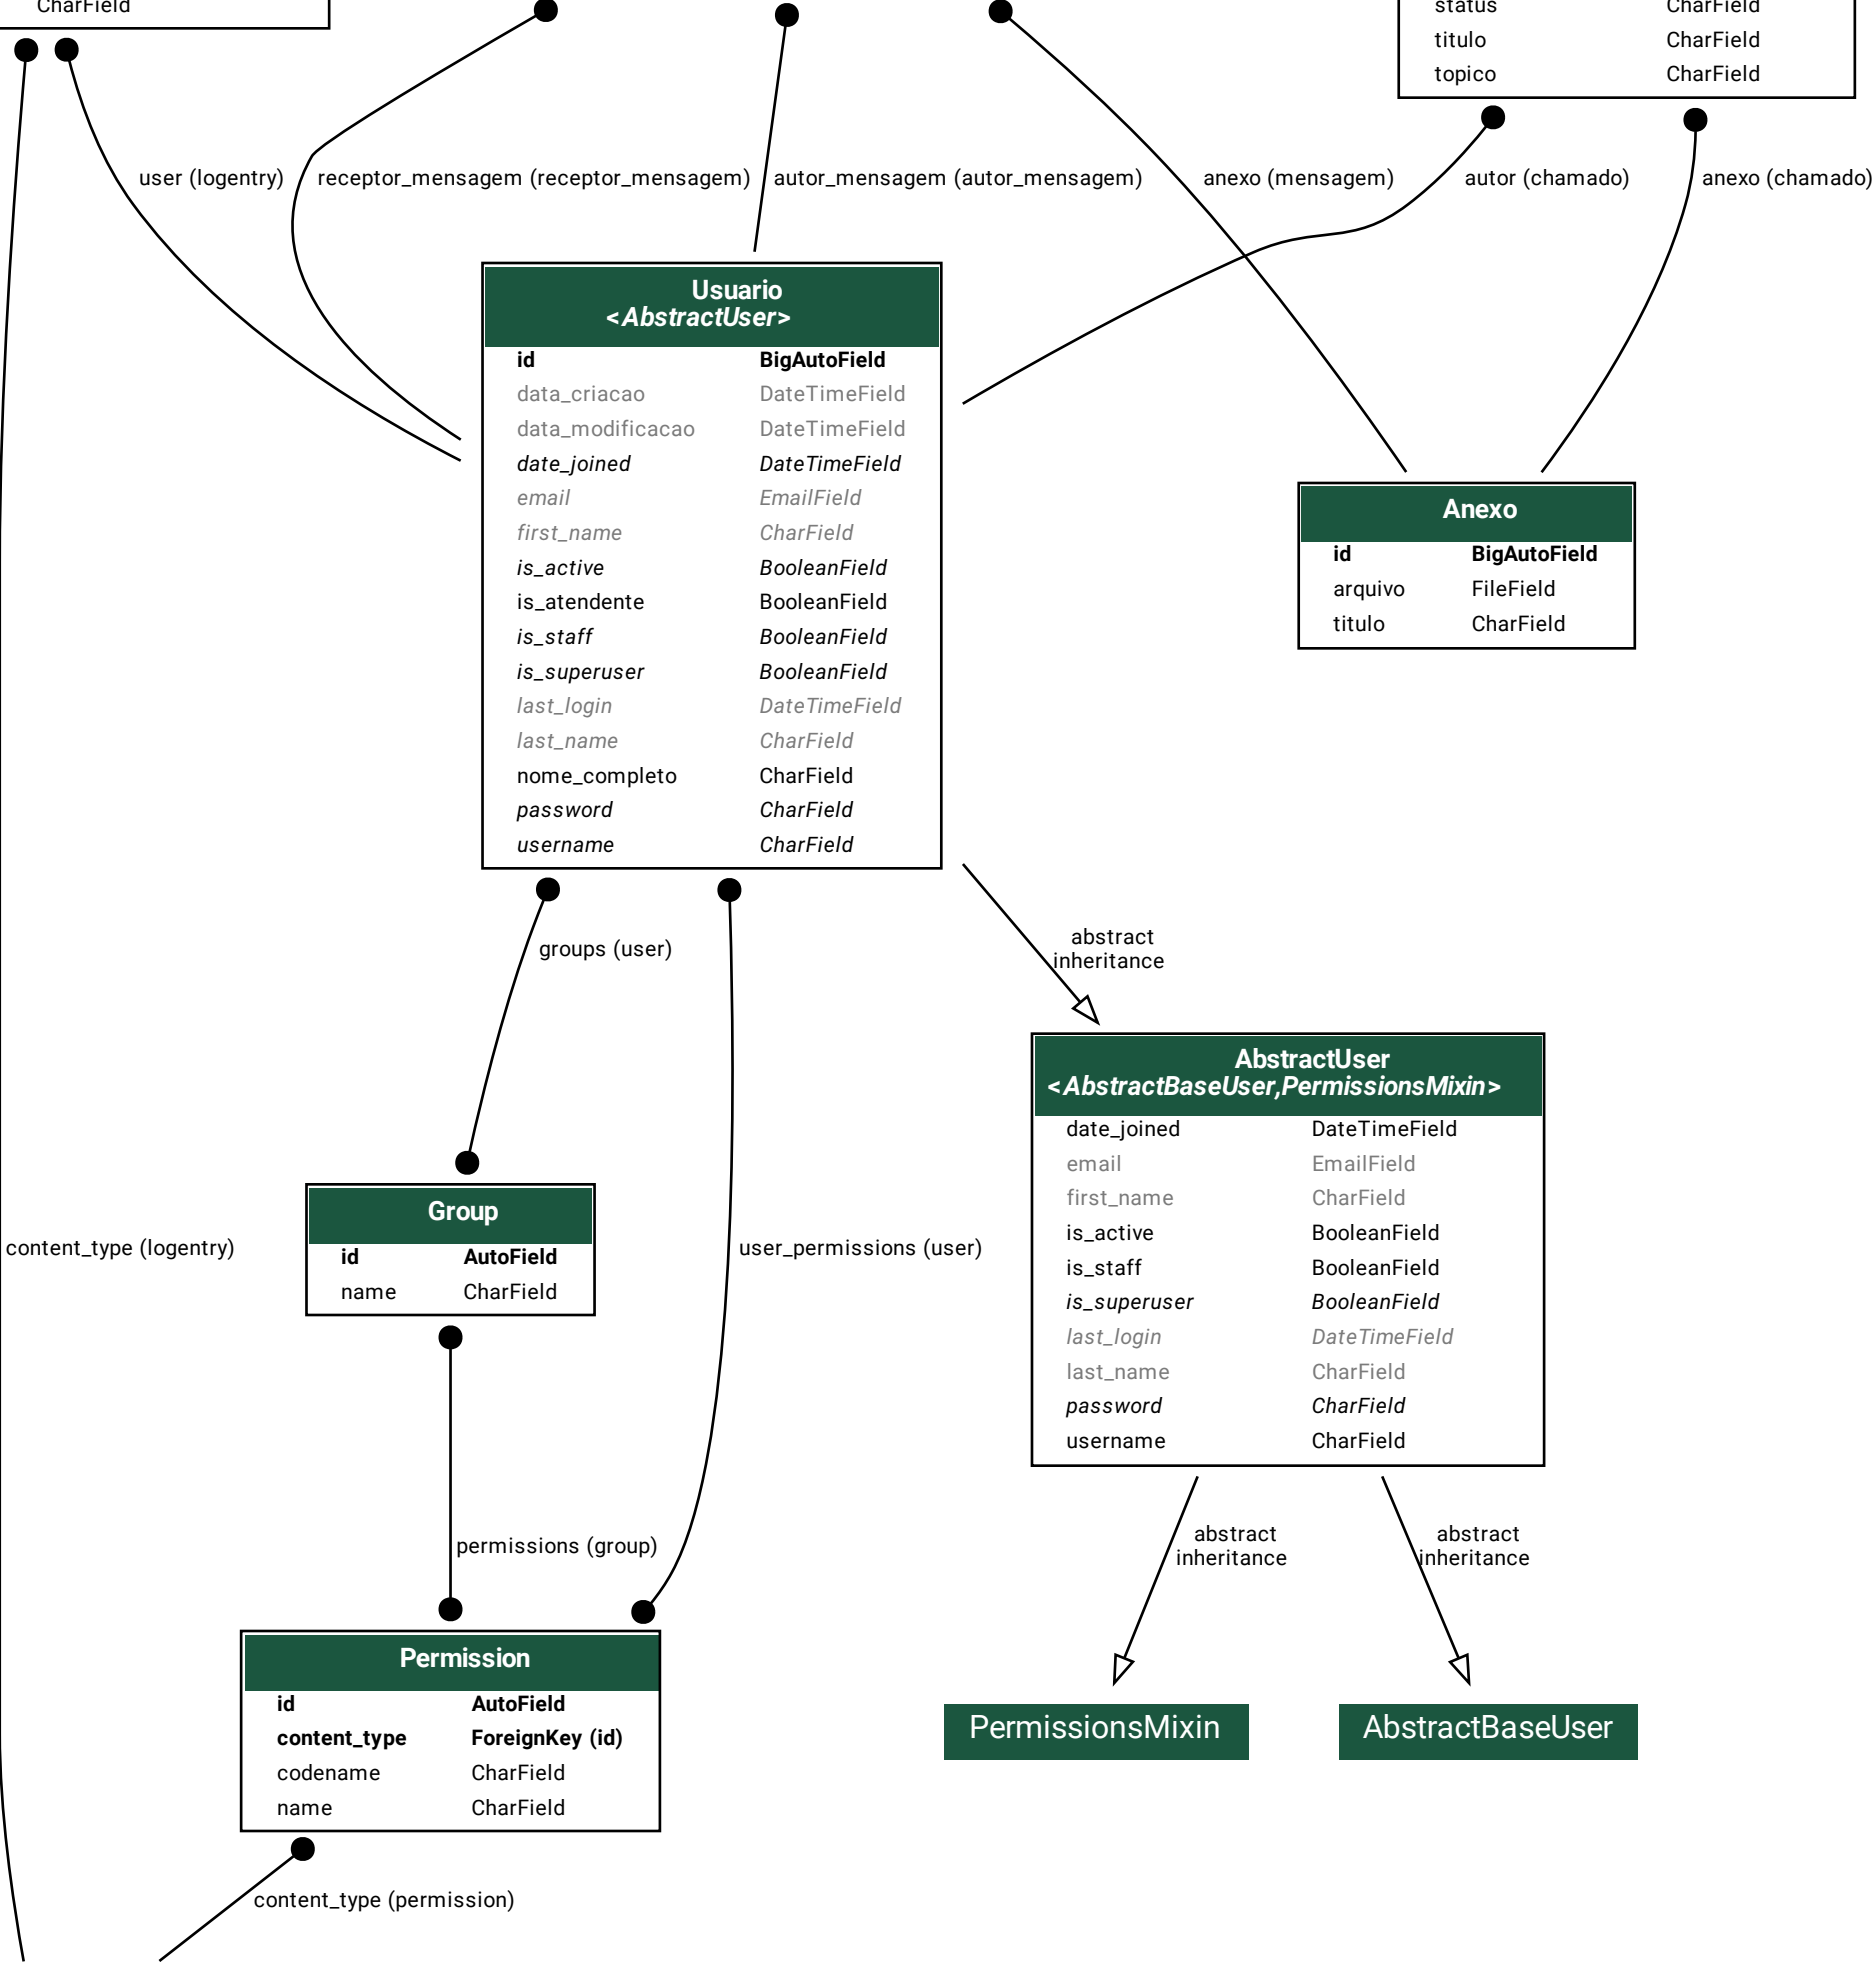 CharField
status CharField
titulo CharField
topico CharField
user (logentry) receptor_mensagem (receptor_mensagem) autor_mensagem (autor_mensagem) anexo (mensagem) autor (chamado) anexo (chamado)
Usuario
<AbstractUser>
id BigAutoField
data_criacao DateTimeField
data_modificacao DateTimeField
date_joined DateTimeField
email EmailField
first_name CharField
is_active BooleanField
is_atendente BooleanField
is_staff BooleanField
is_superuser BooleanField
last_login DateTimeField
last_name CharField
nome_completo CharField
password CharField
username CharField
Anexo
id BigAutoField
arquivo FileField
titulo CharField
groups (user)
abstract
inheritance
AbstractUser
<AbstractBaseUser,PermissionsMixin>
date_joined DateTimeField
email EmailField
first_name CharField
is_active BooleanField
is_staff BooleanField
is_superuser BooleanField
last_login DateTimeField
last_name CharField
password CharField
username CharField
Group
id AutoField
name CharField
content_type (logentry)
user_permissions (user)
permissions (group)
abstract
inheritance
abstract
inheritance
Permission
id AutoField
content_type ForeignKey (id)
codename CharField
name CharField
PermissionsMixin
AbstractBaseUser
content_type (permission)